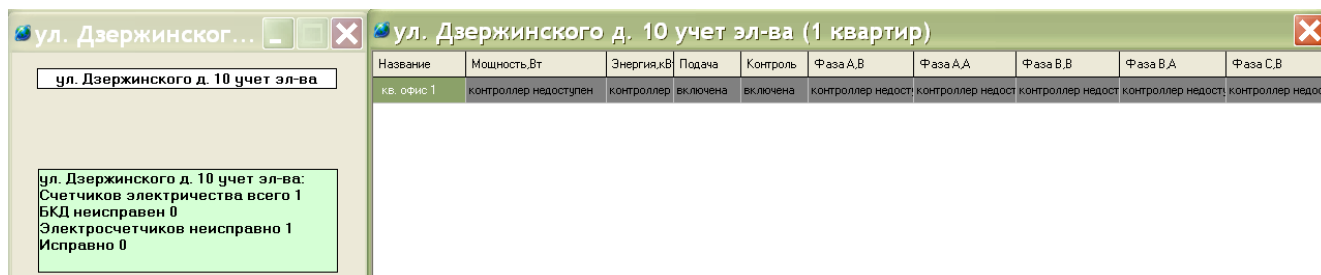 ул. Дзержинског...
ул. Дзержинского д. 10 учет эл-ва
ул. Дзержинского д. 10 учет эл-ва:
Счетчиков электричества всего 1
БКД неисправен 0
Электросчетчиков неисправно 1
Исправно 0
ул. Дзержинского д. 10 учет эл-ва (1 квартир)
Название Мощность,Вт Энергия,кВ Подача Контроль Фаза А,В Фаза А,А Фаза В,В Фаза В,А Фаза С,В
кв. офис 1 контроллер недоступен контроллер включена включена контроллер недост контроллер недост контроллер недост контроллер недост контроллер недо